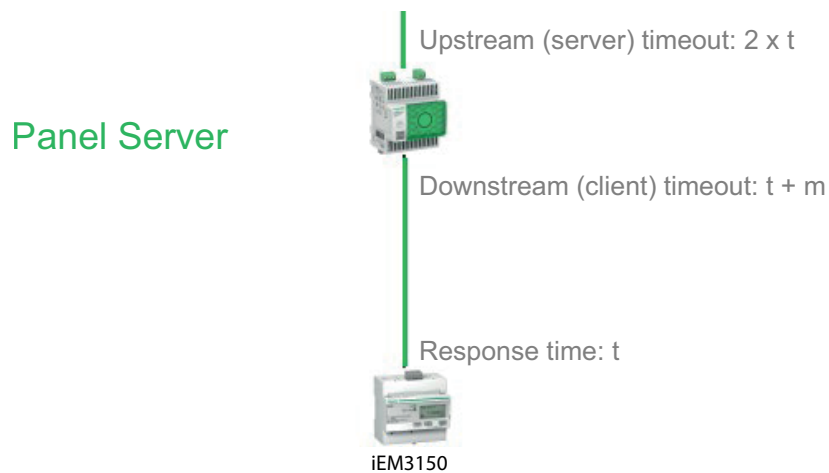 Upstream (server) timeout: 2 x t
Panel Server
Downstream (client) timeout: t + m
Response time: t
iEM3150